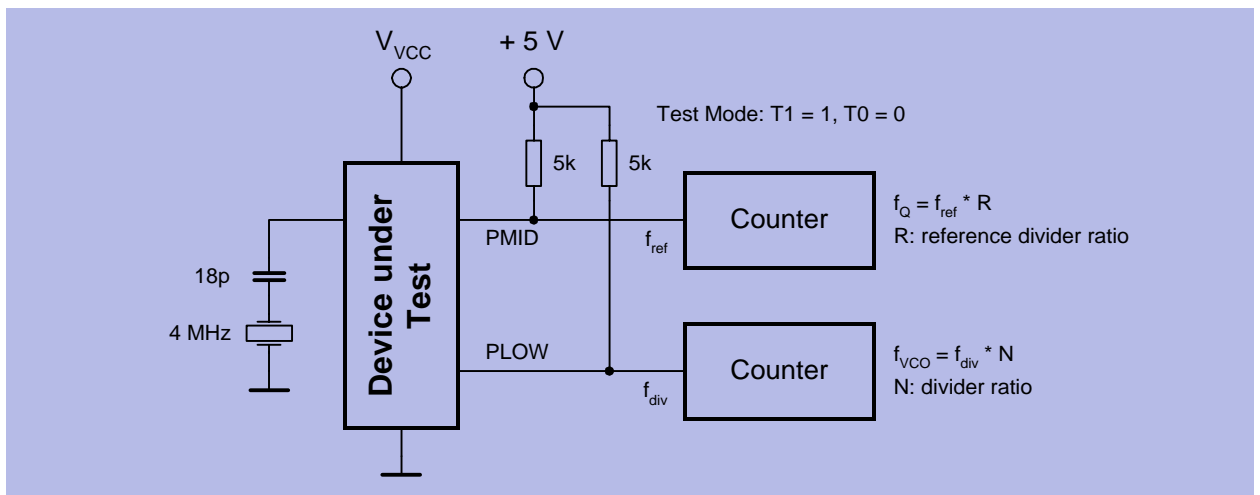 V_VCC
+ 5 V
Test Mode: T1 = 1, T0 = 0
5k
5k
Device under
Test
PMID
f_ref
Counter
f_Q = f_ref * R
R: reference divider ratio
18p
4 MHz
PLOW
f_div
Counter
f_VCO = f_div * N
N: divider ratio